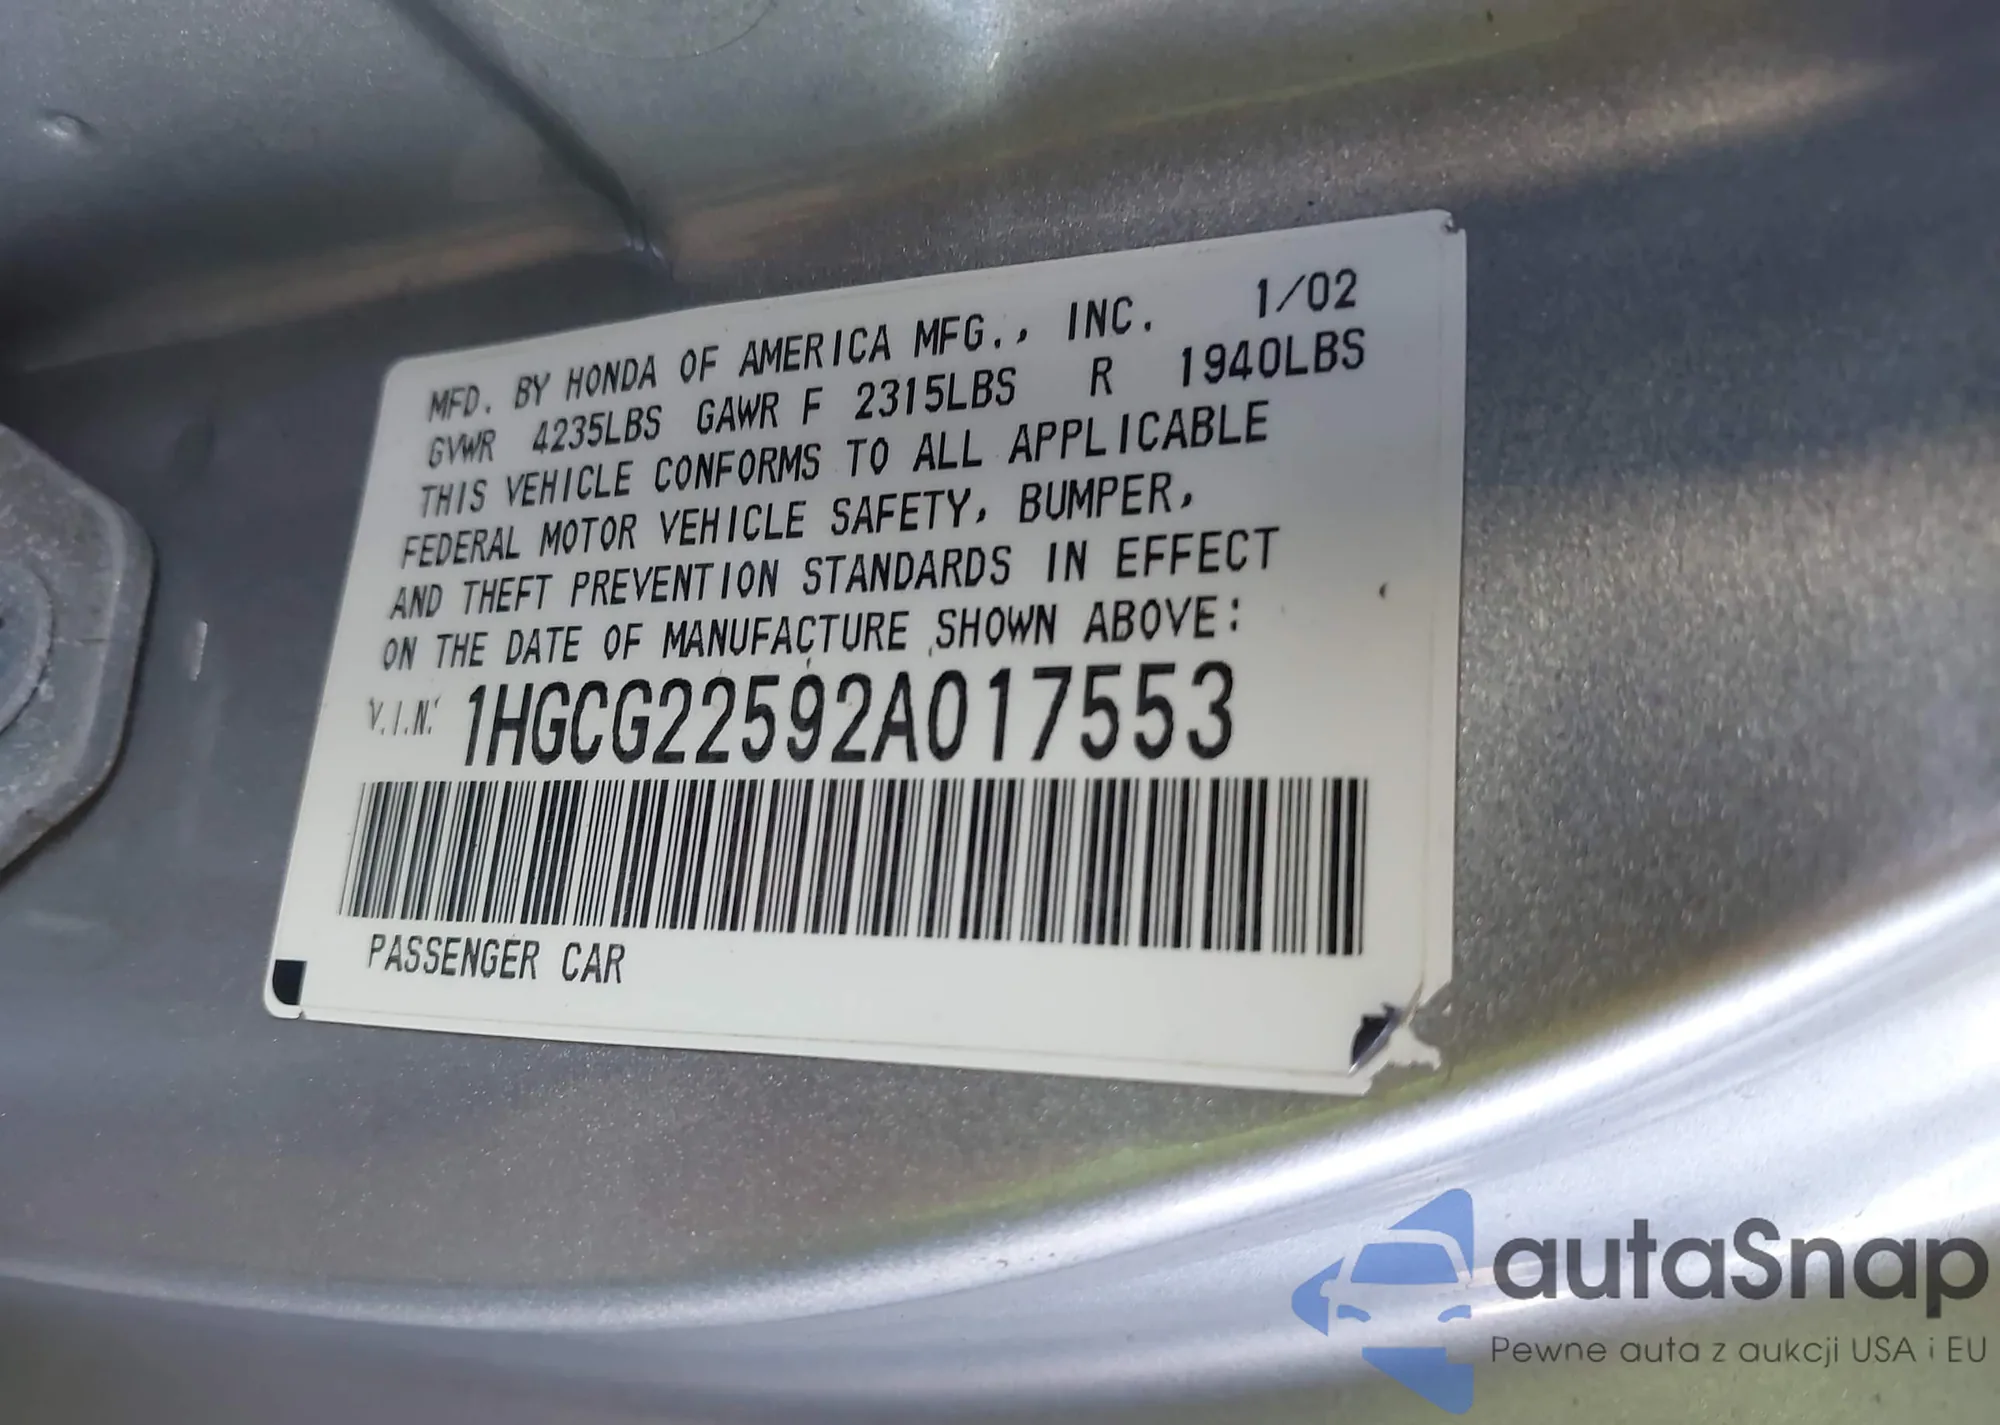 MFD. BY HONDA OF AMERICA MFG., INC. 1/02
GVWR 4235LBS GAWR F 2315LBS R 1940LBS
THIS VEHICLE CONFORMS TO ALL APPLICABLE
FEDERAL MOTOR VEHICLE SAFETY, BUMPER,
AND THEFT PREVENTION STANDARDS IN EFFECT
ON THE DATE OF MANUFACTURE SHOWN ABOVE:
V.I.N. 1HGCG22592A017553
PASSENGER CAR
autaSnap
Pewne auta z aukcji USA i EU